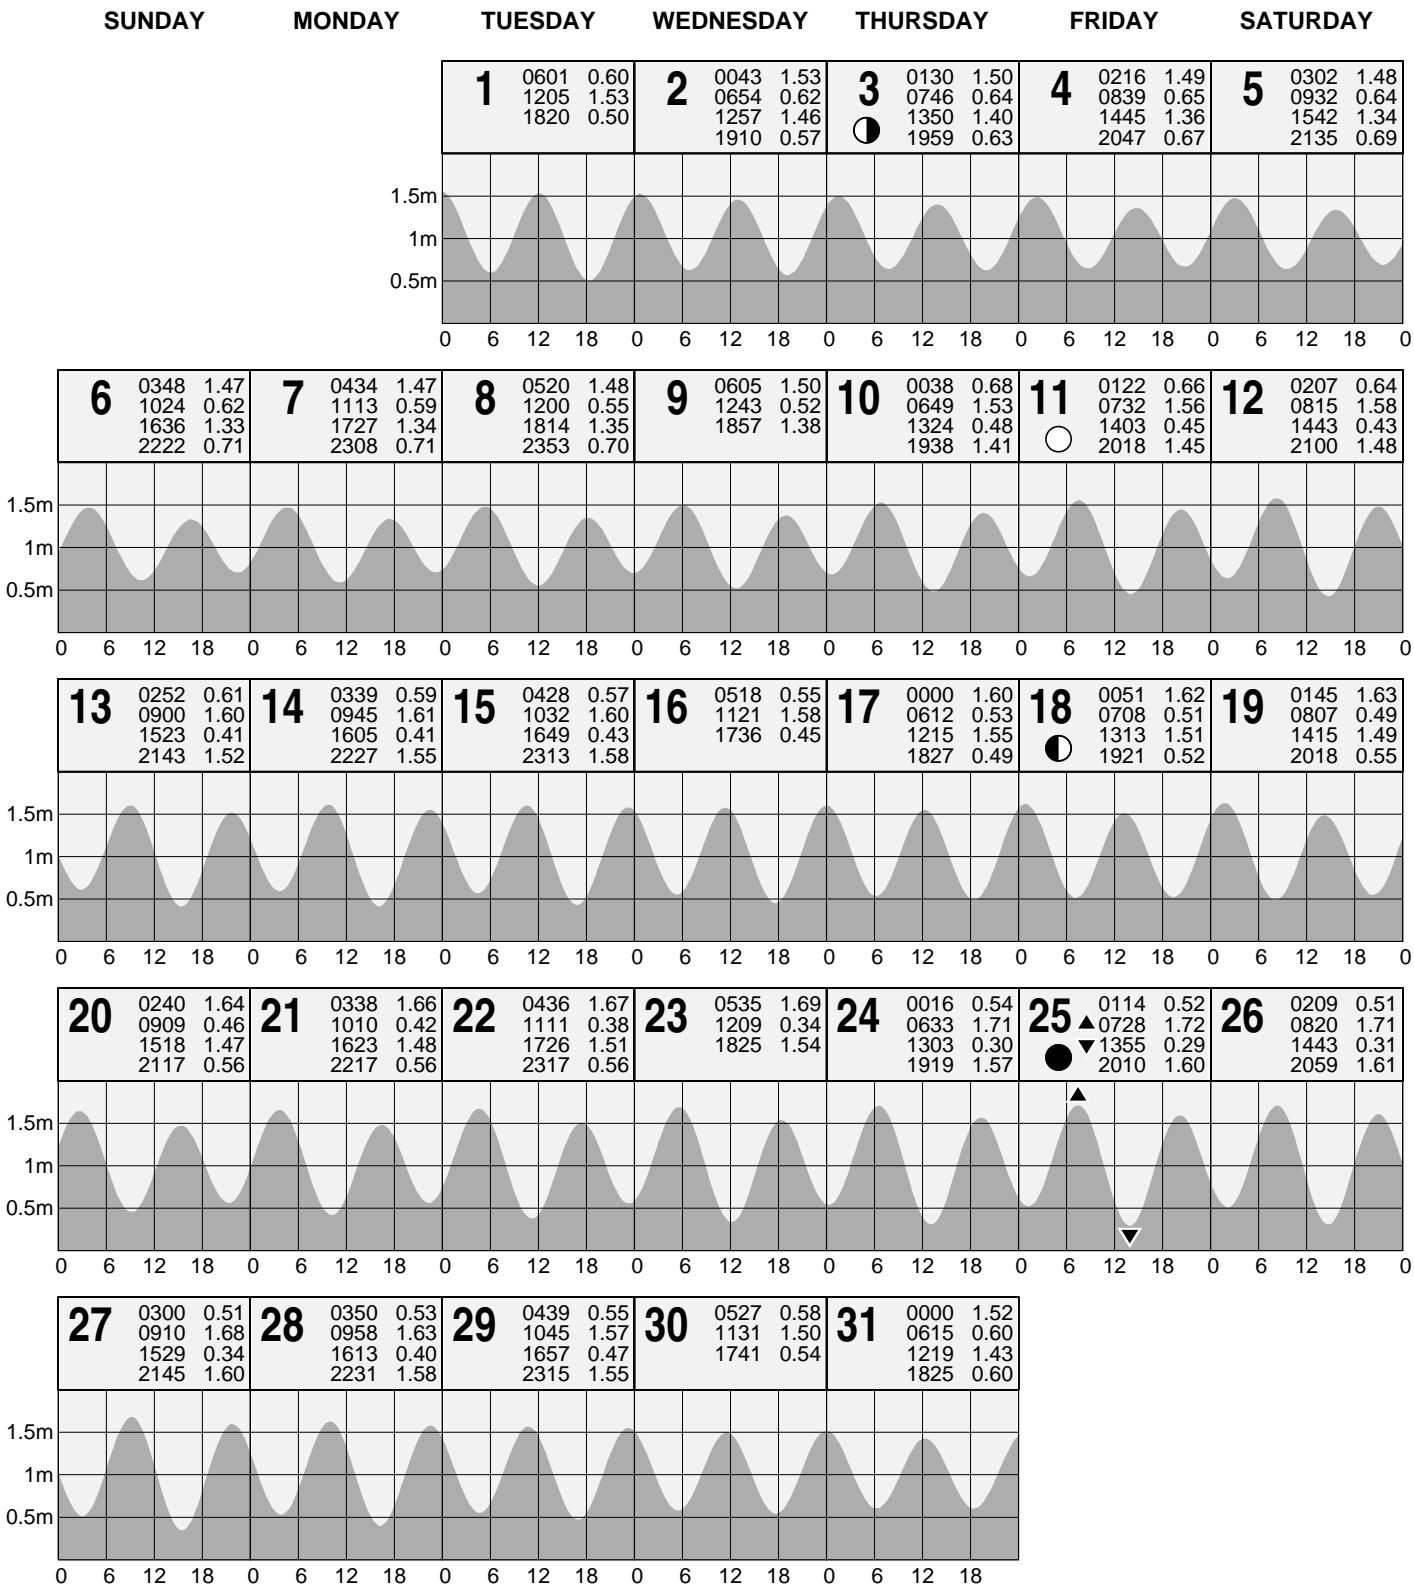 SUNDAY MONDAY TUESDAY WEDNESDAY THURSDAY FRIDAY SATURDAY
1 0601 0.60 2 0043 1.53 3 0130 1.50 4 0216 1.49 5 0302 1.48
1205 1.53 0654 0.62 0746 0.64 0839 0.65 0932 0.64
1820 0.50 1257 1.46 1350 1.40 1445 1.36 1542 1.34
1910 0.57 1959 0.63 2047 0.67 2135 0.69
1.5m
1m
0.5m
0 6 12 18 0 6 12 18 0 6 12 18 0 6 12 18 0 6 12 18 0
6 0348 1.47 7 0434 1.47 8 0520 1.48 9 0605 1.50 10 0038 0.68 11 0122 0.66 12 0207 0.64
1024 0.62 1113 0.59 1200 0.55 1243 0.52 0649 1.53 0732 1.56 0815 1.58
1636 1.33 1727 1.34 1814 1.35 1857 1.38 1324 0.48 1403 0.45 1443 0.43
2222 0.71 2308 0.71 2353 0.70 1938 1.41 2018 1.45 2100 1.48
1.5m
1m
0.5m
0 6 12 18 0 6 12 18 0 6 12 18 0 6 12 18 0 6 12 18 0 6 12 18 0 6 12 18 0
13 0252 0.61 14 0339 0.59 15 0428 0.57 16 0518 0.55 17 0000 1.60 18 0051 1.62 19 0145 1.63
0900 1.60 0945 1.61 1032 1.60 1121 1.58 0612 0.53 0708 0.51 0807 0.49
1523 0.41 1605 0.41 1649 0.43 1736 0.45 1215 1.55 1313 1.51 1415 1.49
2143 1.52 2227 1.55 2313 1.58 1827 0.49 1921 0.52 2018 0.55
1.5m
1m
0.5m
0 6 12 18 0 6 12 18 0 6 12 18 0 6 12 18 0 6 12 18 0 6 12 18 0 6 12 18 0
20 0240 1.64 21 0338 1.66 22 0436 1.67 23 0535 1.69 24 0016 0.54 25 0114 0.52 26 0209 0.51
0909 0.46 1010 0.42 1111 0.38 1209 0.34 0633 1.71 0728 1.72 0820 1.71
1518 1.47 1623 1.48 1726 1.51 1825 1.54 1303 0.30 1355 0.29 1443 0.31
2117 0.56 2217 0.56 2317 0.56 1919 1.57 2010 1.60 2059 1.61
1.5m
1m
0.5m
0 6 12 18 0 6 12 18 0 6 12 18 0 6 12 18 0 6 12 18 0 6 12 18 0 6 12 18 0
27 0300 0.51 28 0350 0.53 29 0439 0.55 30 0527 0.58 31 0000 1.52
0910 1.68 0958 1.63 1045 1.57 1131 1.50 0615 0.60
1529 0.34 1613 0.40 1657 0.47 1741 0.54 1219 1.43
2145 1.60 2231 1.58 2315 1.55 1825 0.60
1.5m
1m
0.5m
0 6 12 18 0 6 12 18 0 6 12 18 0 6 12 18 0 6 12 18